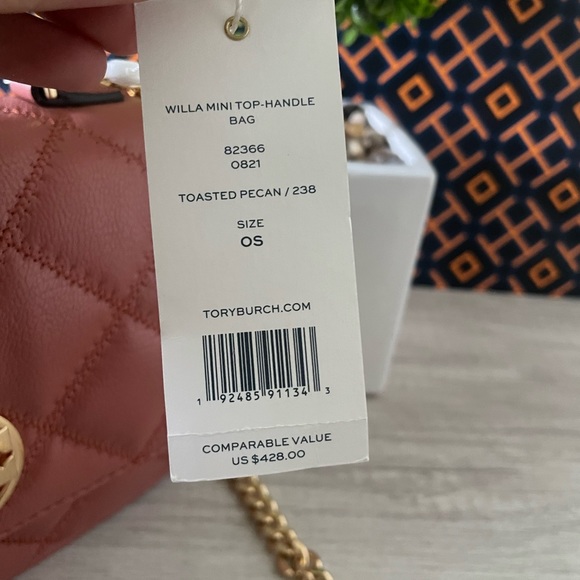 WILLA MINI TOP-HANDLE
BAG
82366
0821
TOASTED PECAN / 238
SIZE
OS
TORYBURCH.COM
1 92485 91134 3
COMPARABLE VALUE
US $428.00